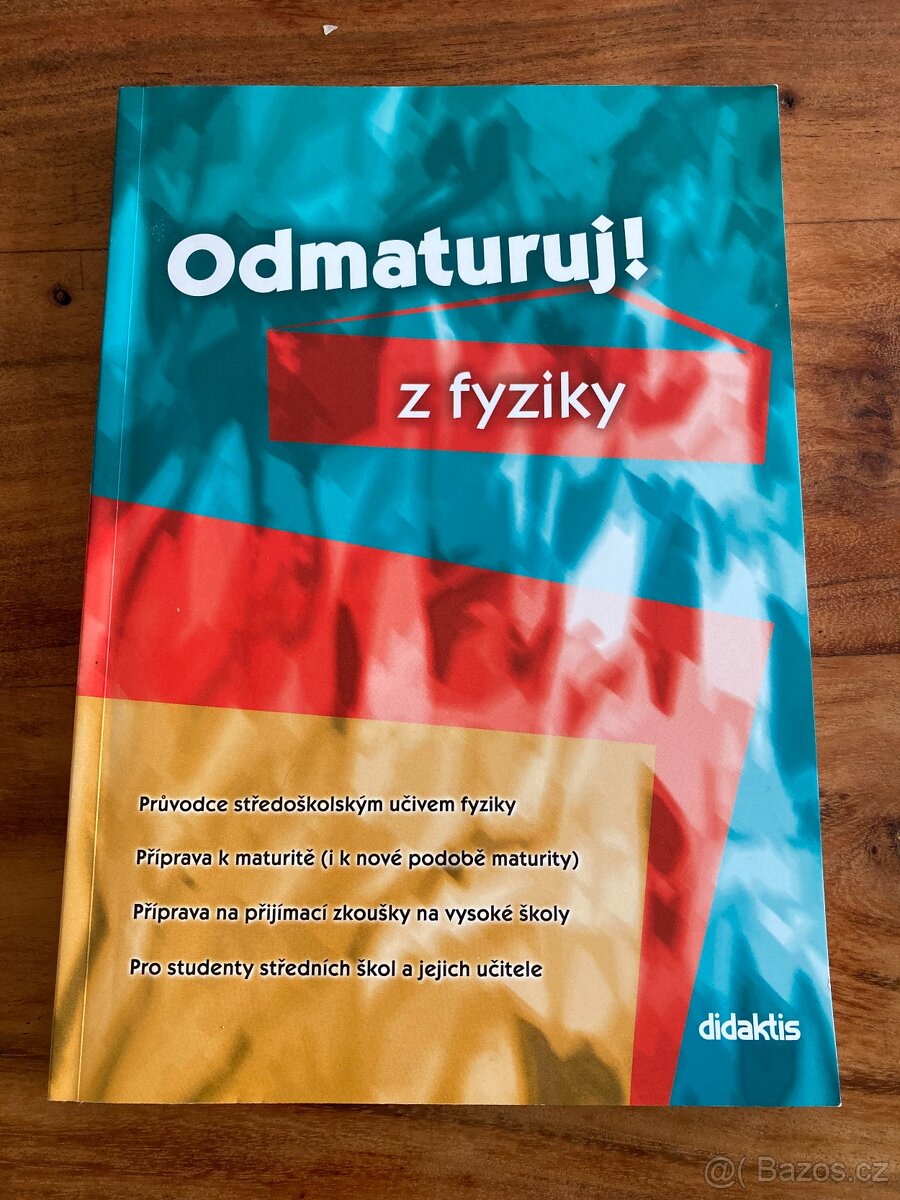 Odmaturuj!
z fyziky
Průvodce středoškolským učivem fyziky
Příprava k maturitě (i k nové podobě maturity)
Příprava na přijímací zkoušky na vysoké školy
Pro studenty středních škol a jejich učitele
didaktis
@( Bazos.cz